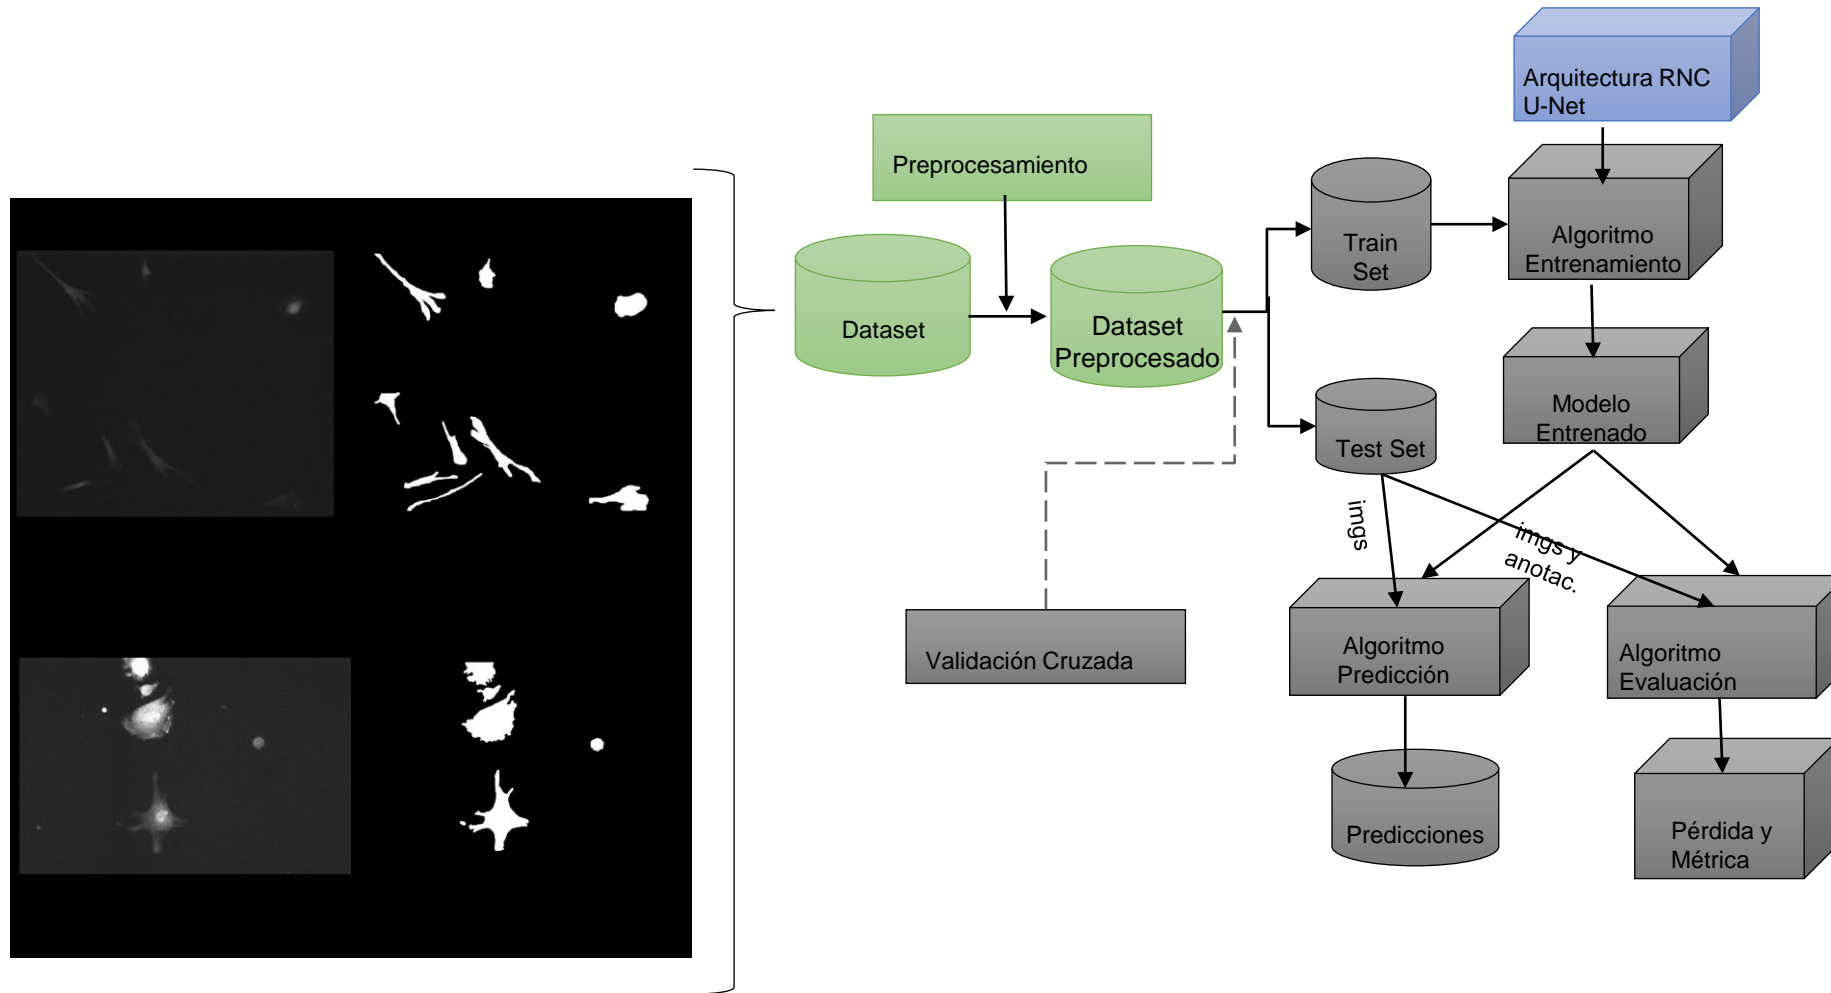 Arquitectura RNC
U-Net
Preprocesamiento
Train
Set
Algoritmo
Entrenamiento
Dataset
Dataset
Preprocesado
Modelo
Entrenado
Test Set
imgs
imgs y
anotac.
Validación Cruzada
Algoritmo
Predicción
Algoritmo
Evaluación
Predicciones
Pérdida y
Métrica